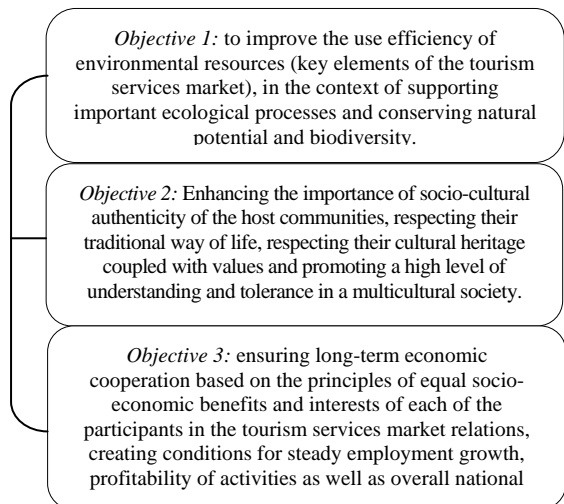 Objective 1: to improve the use efficiency of
environmental resources (key elements of the tourism
services market), in the context of supporting
important ecological processes and conserving natural
potential and biodiversity.
Objective 2: Enhancing the importance of socio-cultural
authenticity of the host communities, respecting their
traditional way of life, respecting their cultural heritage
coupled with values and promoting a high level of
understanding and tolerance in a multicultural society.
Objective 3: ensuring long-term economic
cooperation based on the principles of equal socio-
economic benefits and interests of each of the
participants in the tourism services market relations,
creating conditions for steady employment growth,
profitability of activities as well as overall national